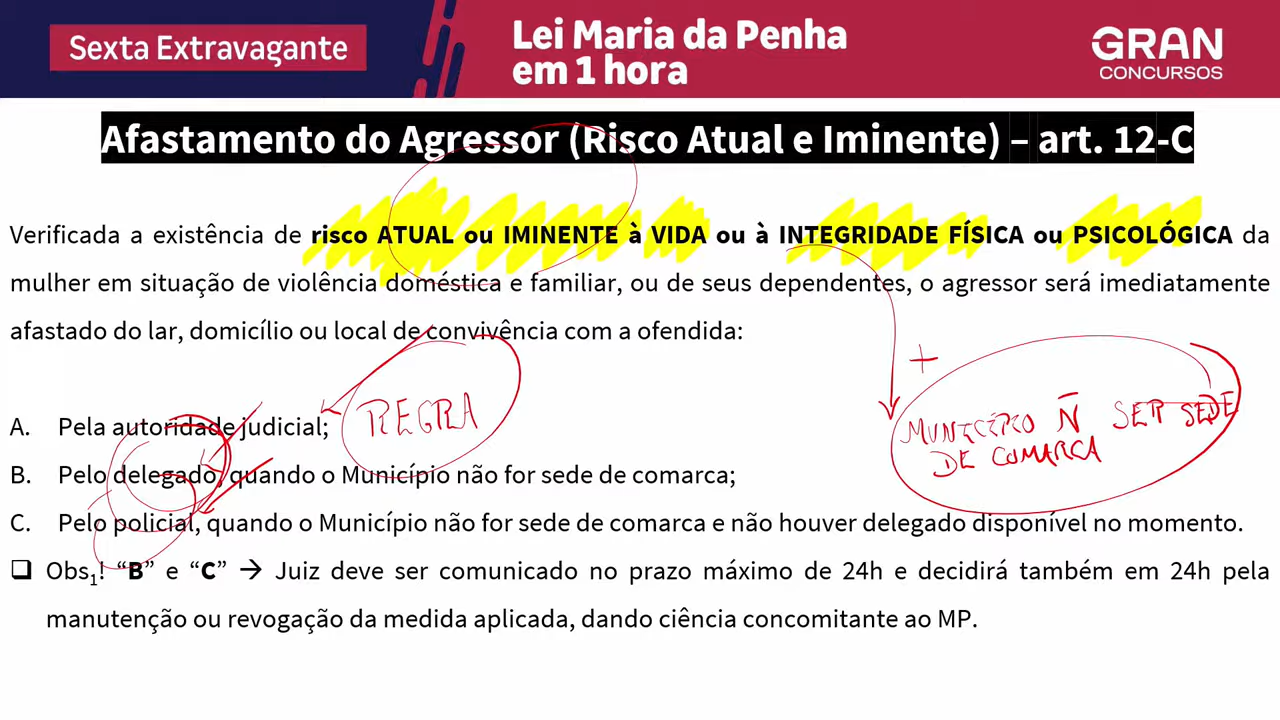 Sexta Extravagante
Lei Maria da Penha
em 1 hora
GRAN
CONCURSOS
Afastamento do Agressor (Risco Atual e Iminente) – art. 12-C
Verificada a existência de risco ATUAL ou IMINENTE à VIDA ou à INTEGRIDADE FÍSICA ou PSICOLÓGICA da
mulher em situação de violência doméstica e familiar, ou de seus dependentes, o agressor será imediatamente
afastado do lar, domicílio ou local de convivência com a ofendida:
+
REGRA
MUNICÍPIO Ñ SER SEDE
DE COMARCA
A. Pela autoridade judicial;
B. Pelo delegado, quando o Município não for sede de comarca;
C. Pelo policial, quando o Município não for sede de comarca e não houver delegado disponível no momento.
❑ Obs1! “B” e “C” → Juiz deve ser comunicado no prazo máximo de 24h e decidirá também em 24h pela
manutenção ou revogação da medida aplicada, dando ciência concomitante ao MP.